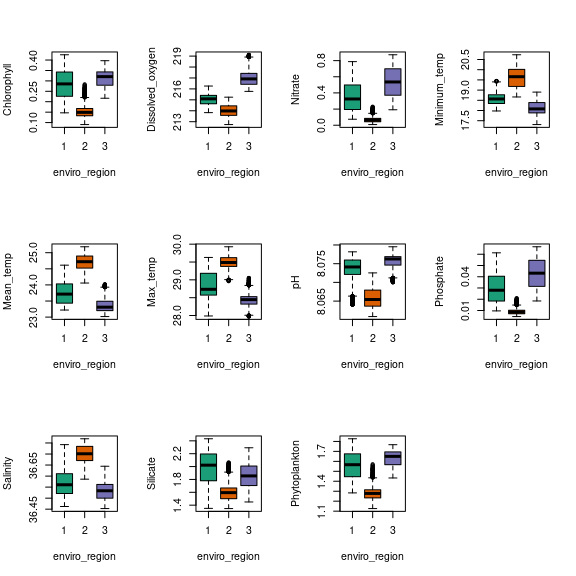 Chlorophyll
0.10 0.25 0.40
1 2 3
enviro_region
Dissolved_oxygen
213 216 219
1 2 3
enviro_region
Nitrate
0.0 0.4 0.8
1 2 3
enviro_region
Minimum_temp
17.5 19.0 20.5
1 2 3
enviro_region
Mean_temp
23.0 24.0 25.0
1 2 3
enviro_region
Max_temp
28.0 29.0 30.0
1 2 3
enviro_region
pH
8.065 8.075
1 2 3
enviro_region
Phosphate
0.01 0.04
1 2 3
enviro_region
Salinity
36.45 36.65
1 2 3
enviro_region
Silicate
1.4 1.8 2.2
1 2 3
enviro_region
Phytoplankton
1.1 1.4 1.7
1 2 3
enviro_region